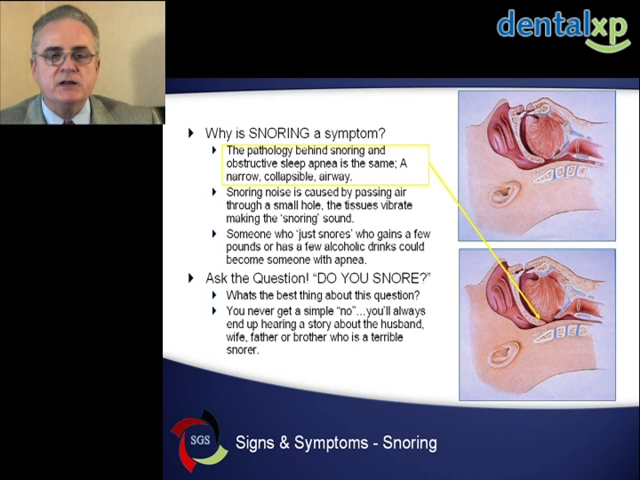 dentalxp
Why is SNORING a symptom?
The pathology behind snoring and
obstructive sleep apnea is the same; A
narrow, collapsible, airway.
Snoring noise is caused by passing air
through a small hole, the tissues vibrate
making the 'snoring' sound.
Someone who 'just snores' who gains a few
pounds or has a few alcoholic drinks could
become someone with apnea.
Ask the Question! “DO YOU SNORE?”
Whats the best thing about this question?
You never get a simple “no”...you'll always
end up hearing a story about the husband,
wife, father or brother who is a terrible
snorer.
SGS
Signs & Symptoms - Snoring